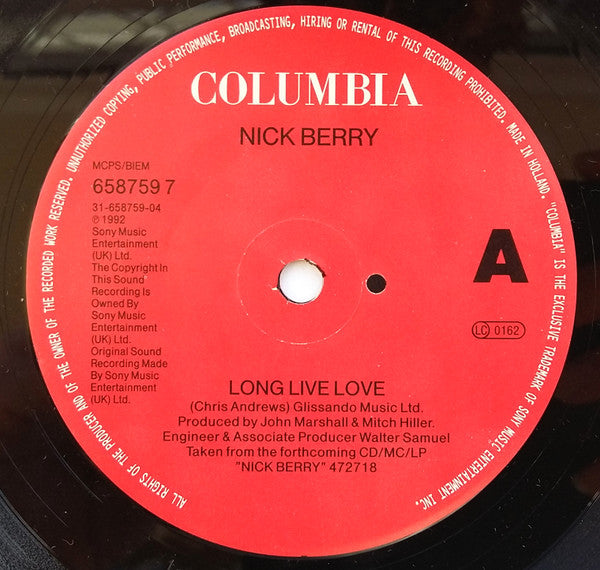 COLUMBIA
NICK BERRY
MCPS/BIEM
658759 7
31-658759-04
℗ 1992
Sony Music
Entertainment
(UK) Ltd.
The Copyright In
This Sound
Recording Is
Owned By
Sony Music
Entertainment
(UK) Ltd.
Original Sound
Recording Made
By Sony Music
Entertainment
(UK) Ltd.
A
LC 0162
LONG LIVE LOVE
(Chris Andrews) Glissando Music Ltd.
Produced by John Marshall & Mitch Hiller.
Engineer & Associate Producer Walter Samuel
Taken from the forthcoming CD/MC/LP
"NICK BERRY" 472718
ALL RIGHTS OF THE PRODUCER AND OF THE OWNER OF THE RECORDED WORK RESERVED. UNAUTHORIZED COPYING, PUBLIC PERFORMANCE, BROADCASTING, HIRING OR RENTAL OF THIS RECORDING PROHIBITED. MADE IN HOLLAND. "COLUMBIA" IS THE EXCLUSIVE TRADEMARK OF SONY MUSIC ENTERTAINMENT INC.